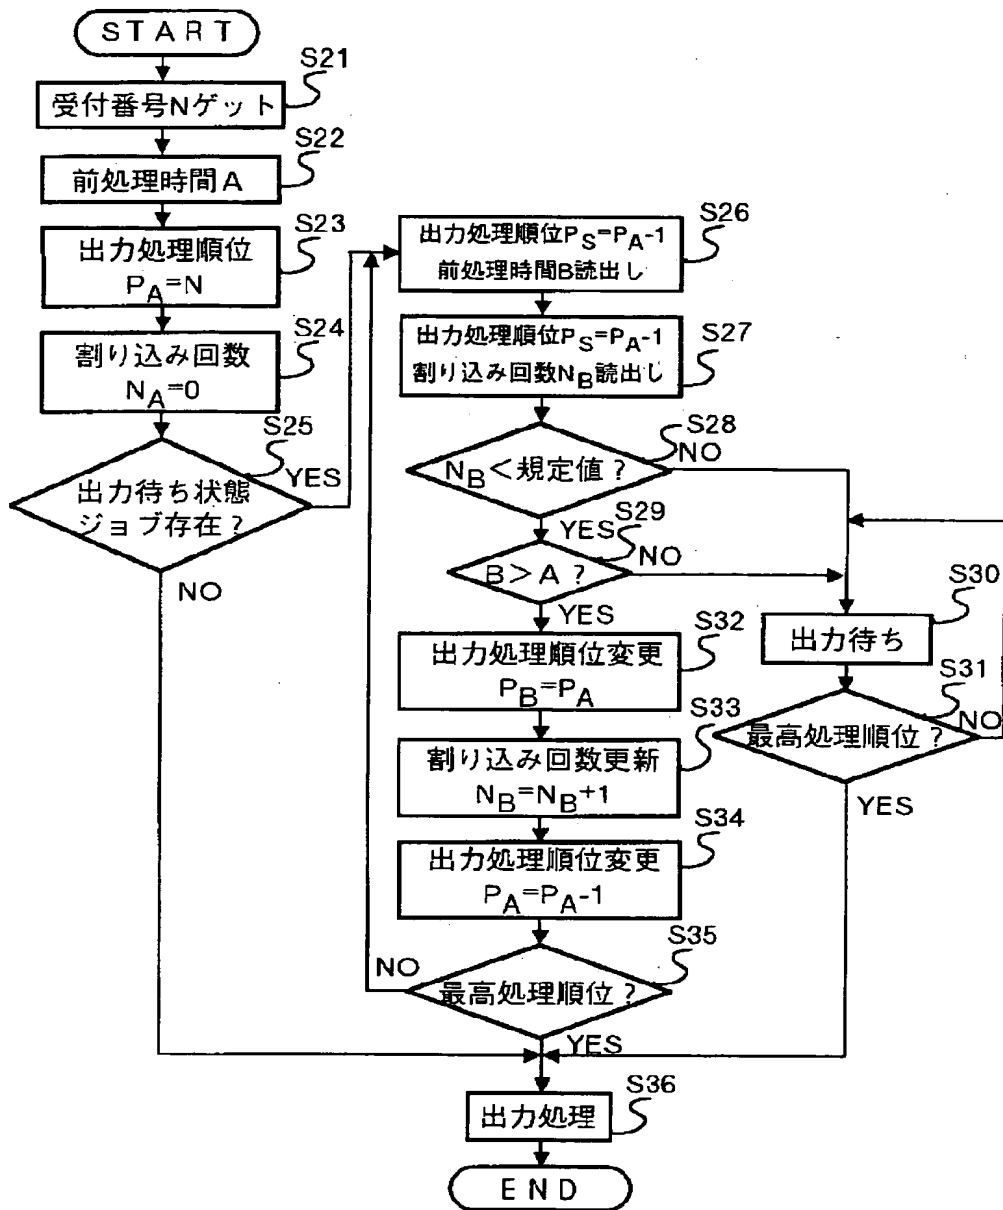 START
S21
受付番号Nゲット
S22
前処理時間A
S23
出力処理順位
PA=N
S24
割り込み回数
NA=0
S25
出力待ち状態
ジョブ存在?
YES
NO
S26
出力処理順位PS=PA-1
前処理時間B読出し
S27
出力処理順位PS=PA-1
割り込み回数NB読出し
S28
NB<規定値?
NO
YES
S29
B>A?
NO
YES
S30
出力待ち
S31
最高処理順位?
NO
YES
S32
出力処理順位変更
PB=PA
S33
割り込み回数更新
NB=NB+1
S34
出力処理順位変更
PA=PA-1
S35
最高処理順位?
NO
YES
S36
出力処理
END